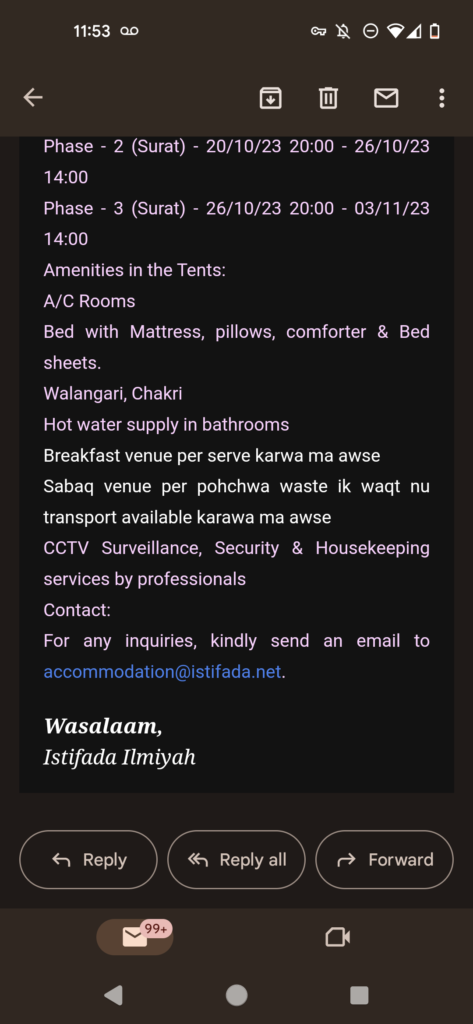 11:53
Phase - 2 (Surat) - 20/10/23 20:00 - 26/10/23
14:00
Phase - 3 (Surat) - 26/10/23 20:00 - 03/11/23
14:00
Amenities in the Tents:
A/C Rooms
Bed with Mattress, pillows, comforter & Bed
sheets.
Walangari, Chakri
Hot water supply in bathrooms
Breakfast venue per serve karwa ma awse
Sabaq venue per pohchwa waste ik waqt nu
transport available karawa ma awse
CCTV Surveillance, Security & Housekeeping
services by professionals
Contact:
For any inquiries, kindly send an email to
accommodation@istifada.net.
Wasalaam,
Istifada Ilmiyah
Reply
Reply all
Forward
99+